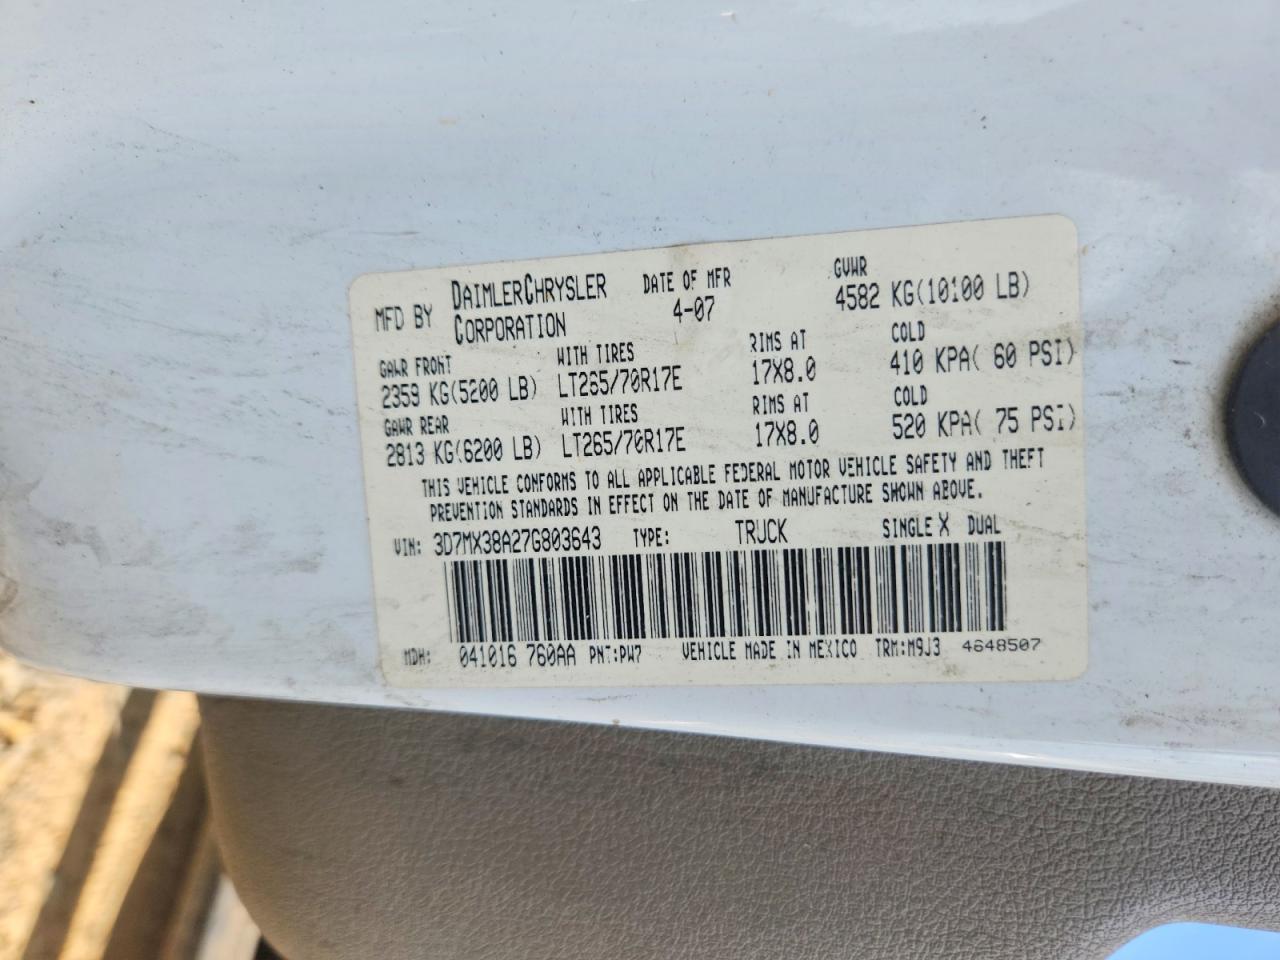 MFD BY DAIMLERCHRYSLER CORPORATION DATE OF MFR 4-07 GVWR 4582 KG(10100 LB)
GAWR FRONT WITH TIRES RIMS AT COLD
2359 KG(5200 LB) LT265/70R17E 17X8.0 410 KPA( 60 PSI)
GAWR REAR WITH TIRES RIMS AT COLD
2813 KG(6200 LB) LT265/70R17E 17X8.0 520 KPA( 75 PSI)
THIS VEHICLE CONFORMS TO ALL APPLICABLE FEDERAL MOTOR VEHICLE SAFETY AND THEFT
PREVENTION STANDARDS IN EFFECT ON THE DATE OF MANUFACTURE SHOWN ABOVE.
VIN: 3D7MX38A27G803643 TYPE: TRUCK SINGLE X DUAL
MDH: 041016 760AA PNT:PW7 VEHICLE MADE IN MEXICO TRM:M9J3 4648507